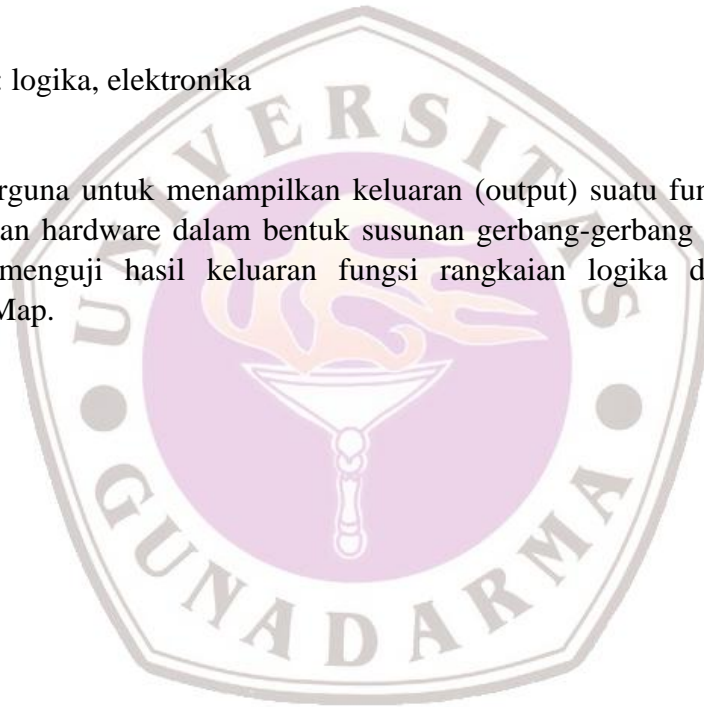 : logika, elektronika
rguna untuk menampilkan keluaran (output) suatu fun
an hardware dalam bentuk susunan gerbang-gerbang
menguji hasil keluaran fungsi rangkaian logika d
Map.
UNIVERSITAS
GUNADARMA